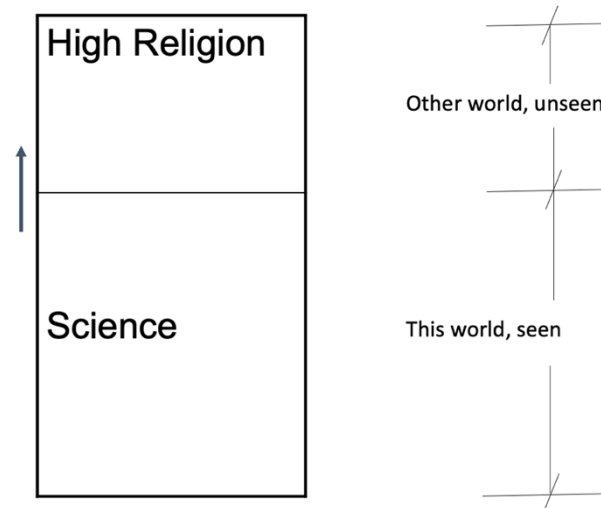 High Religion
Other world, unseen
Science
This world, seen